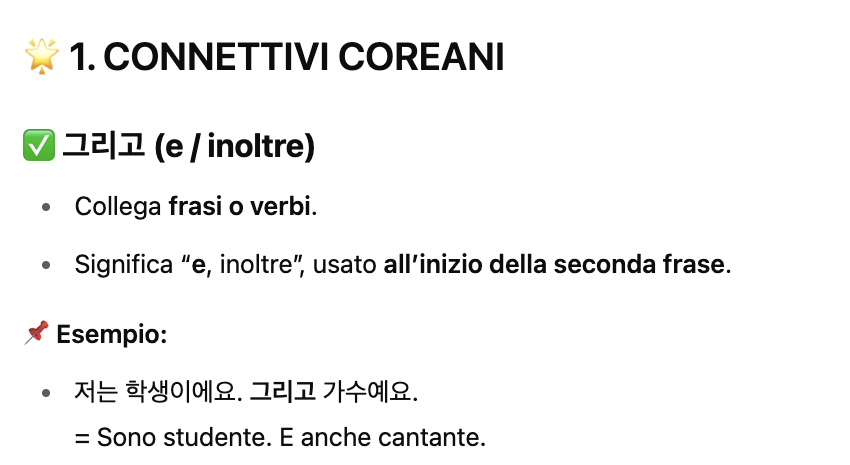 🌟 1. CONNETTIVI COREANI
✅ 그리고 (e / inoltre)
• Collega frasi o verbi.
• Significa “e, inoltre”, usato all’inizio della seconda frase.
📌 Esempio:
• 저는 학생이에요. 그리고 가수예요.
= Sono studente. E anche cantante.